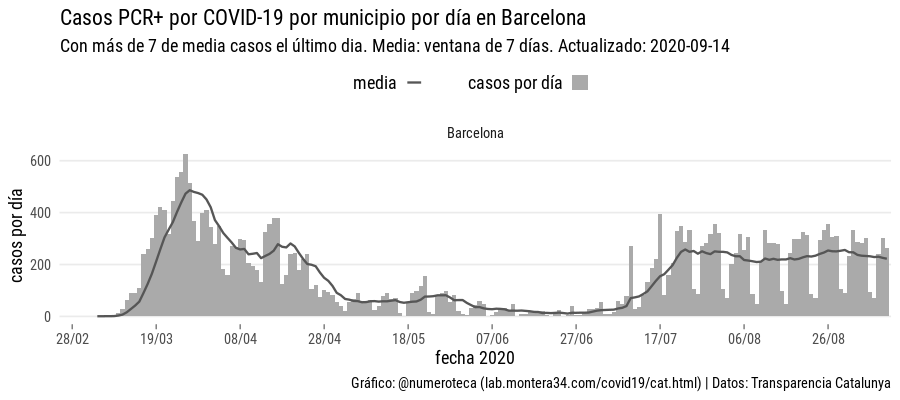 Casos PCR+ por COVID-19 por municipio por día en Barcelona
Con más de 7 de media casos el último dia. Media: ventana de 7 días. Actualizado: 2020-09-14
media
casos por día
Barcelona
casos por día
600
400
200
0
28/02 19/03 08/04 28/04 18/05 07/06 27/06 17/07 06/08 26/08
fecha 2020
Gráfico: @numeroteca (lab.montera34.com/covid19/cat.html) | Datos: Transparencia Catalunya